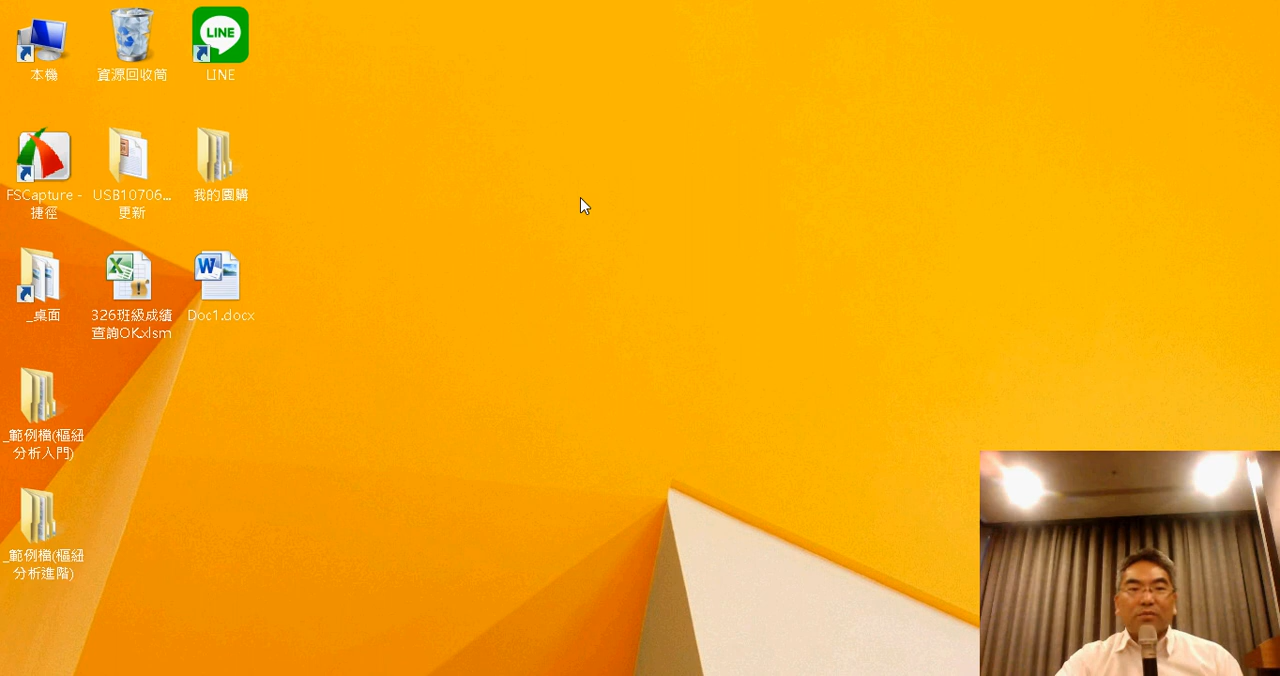 本機
資源回收筒
LINE
LINE
FSCapture -
捷徑
USB10706...
更新
我的團購
_桌面
326班級成績
查詢OK.xlsm
Doc1.docx
_範例檔(樞紐
分析入門)
_範例檔(樞紐
分析進階)